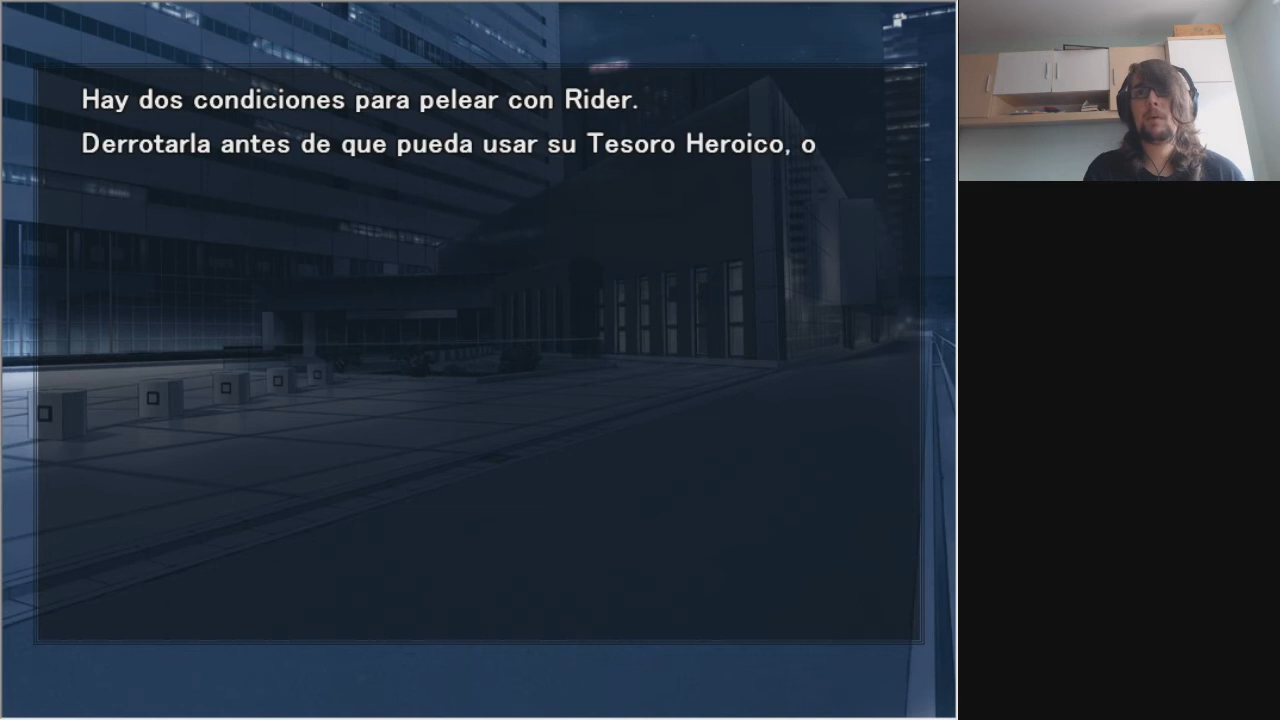 Hay dos condiciones para pelear con Rider.
Derrotarla antes de que pueda usar su Tesoro Heroico, o